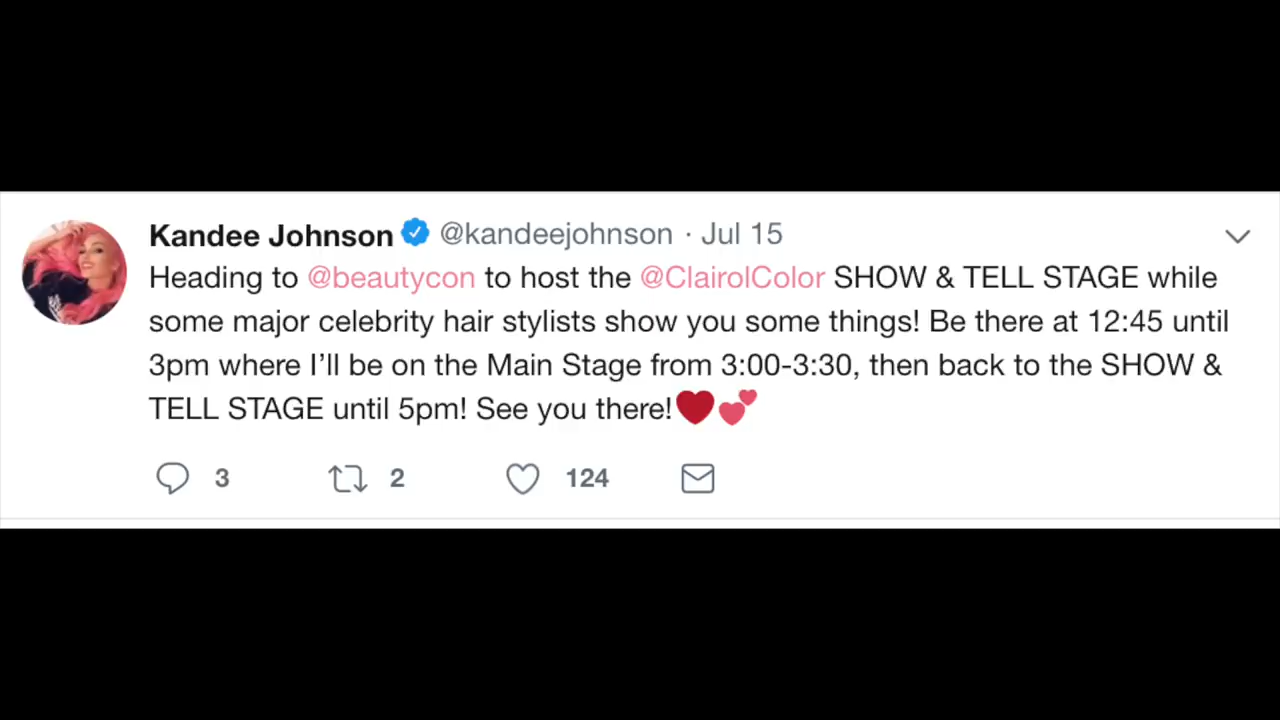 Kandee Johnson @kandeejohnson · Jul 15
Heading to @beautycon to host the @ClairolColor SHOW & TELL STAGE while
some major celebrity hair stylists show you some things! Be there at 12:45 until
3pm where I’ll be on the Main Stage from 3:00-3:30, then back to the SHOW &
TELL STAGE until 5pm! See you there!❤️💕
3 2 124